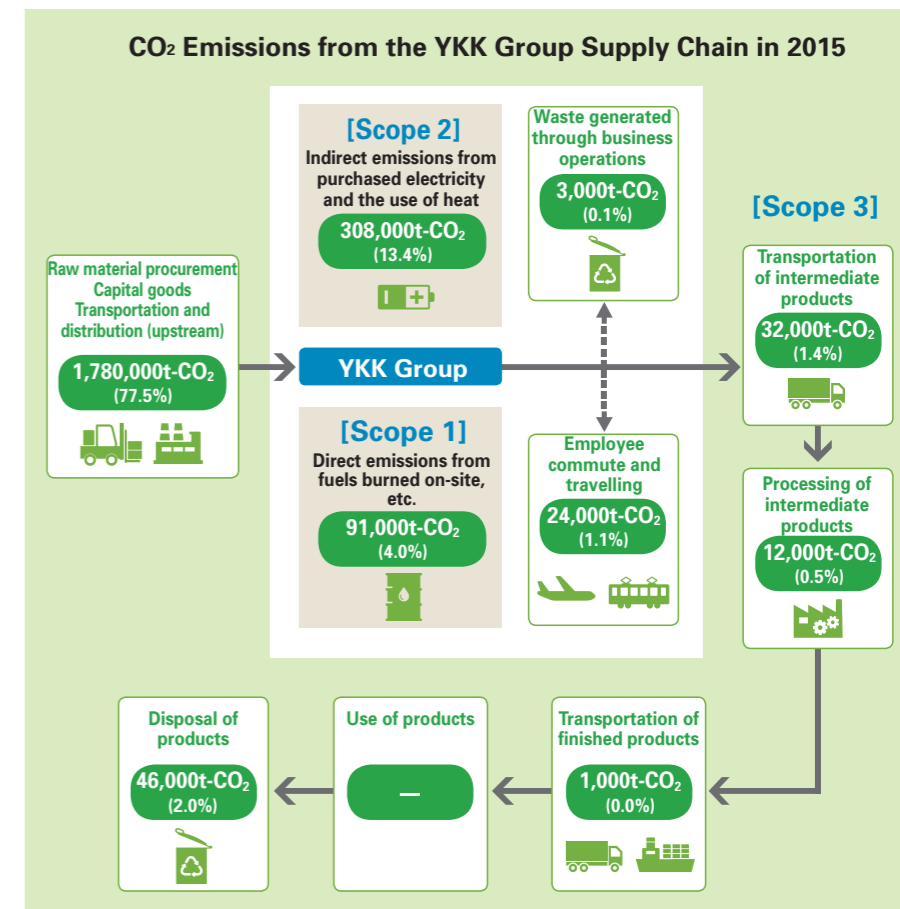 CO2 Emissions from the YKK Group Supply Chain in 2015
[Scope 2]
Indirect emissions from
purchased electricity
and the use of heat
308,000t-CO2
(13.4%)
Waste generated
through business
operations
3,000t-CO2
(0.1%)
[Scope 3]
Raw material procurement
Capital goods
Transportation and
distribution (upstream)
1,780,000t-CO2
(77.5%)
YKK Group
Transportation
of intermediate
products
32,000t-CO2
(1.4%)
[Scope 1]
Direct emissions from
fuels burned on-site,
etc.
91,000t-CO2
(4.0%)
Employee
commute and
travelling
24,000t-CO2
(1.1%)
Processing of
intermediate
products
12,000t-CO2
(0.5%)
Disposal of
products
46,000t-CO2
(2.0%)
Use of products
—
Transportation of
finished products
1,000t-CO2
(0.0%)